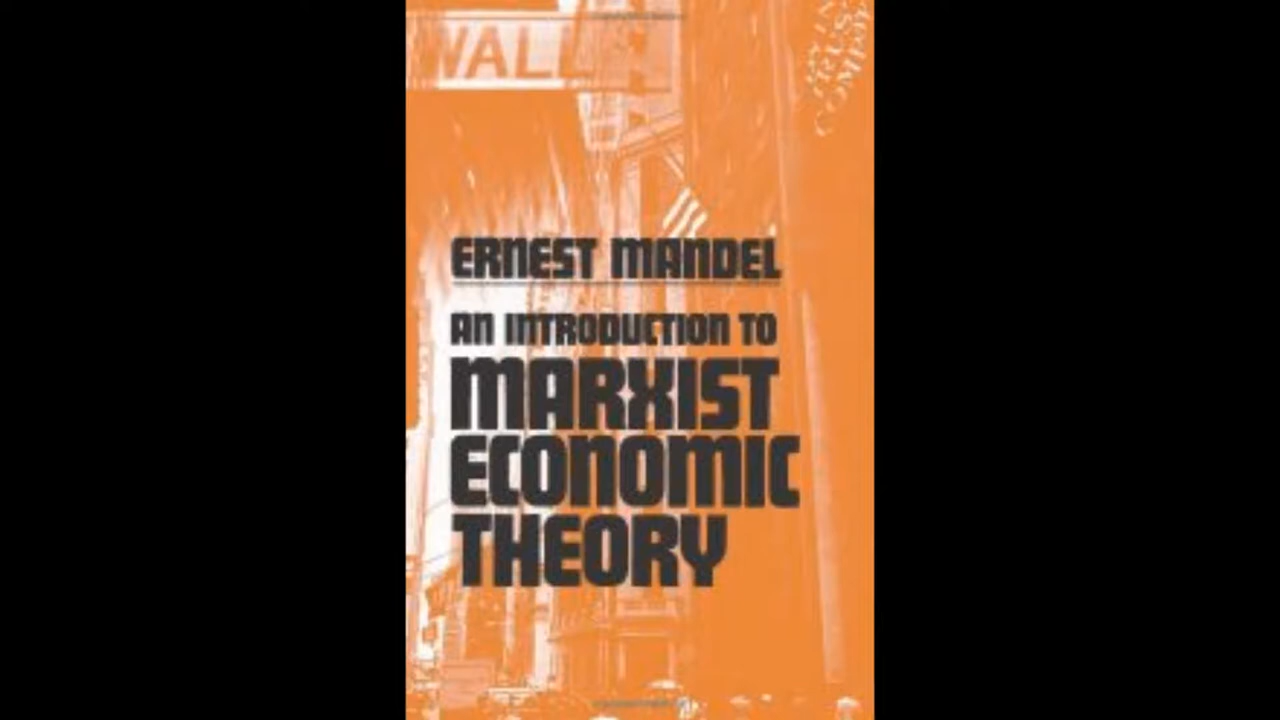 WALL
ERNEST MANDEL
AN INTRODUCTION TO
MARXIST
ECONOMIC
THEORY